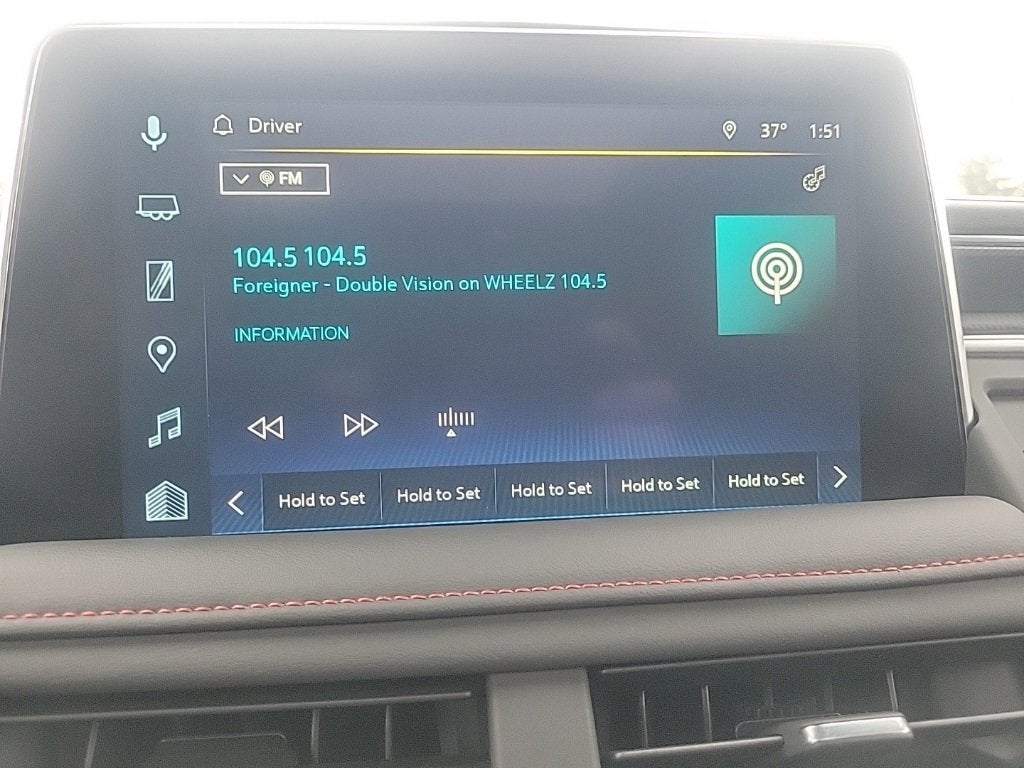 Driver 37° 1:51
FM
104.5 104.5
Foreigner - Double Vision on WHEELZ 104.5
INFORMATION
Hold to Set Hold to Set Hold to Set Hold to Set Hold to Set